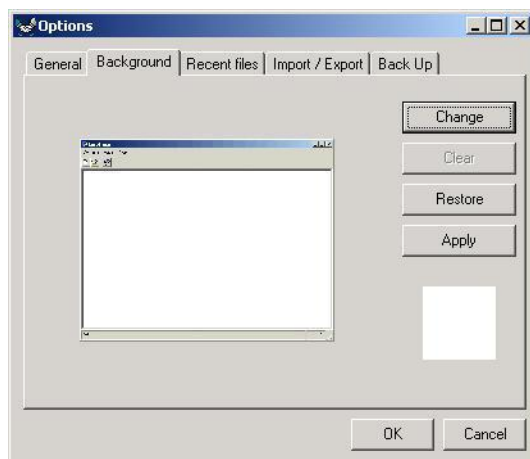 Options
General Background Recent files Import / Export Back Up
Change
Clear
Restore
Apply
OK Cancel